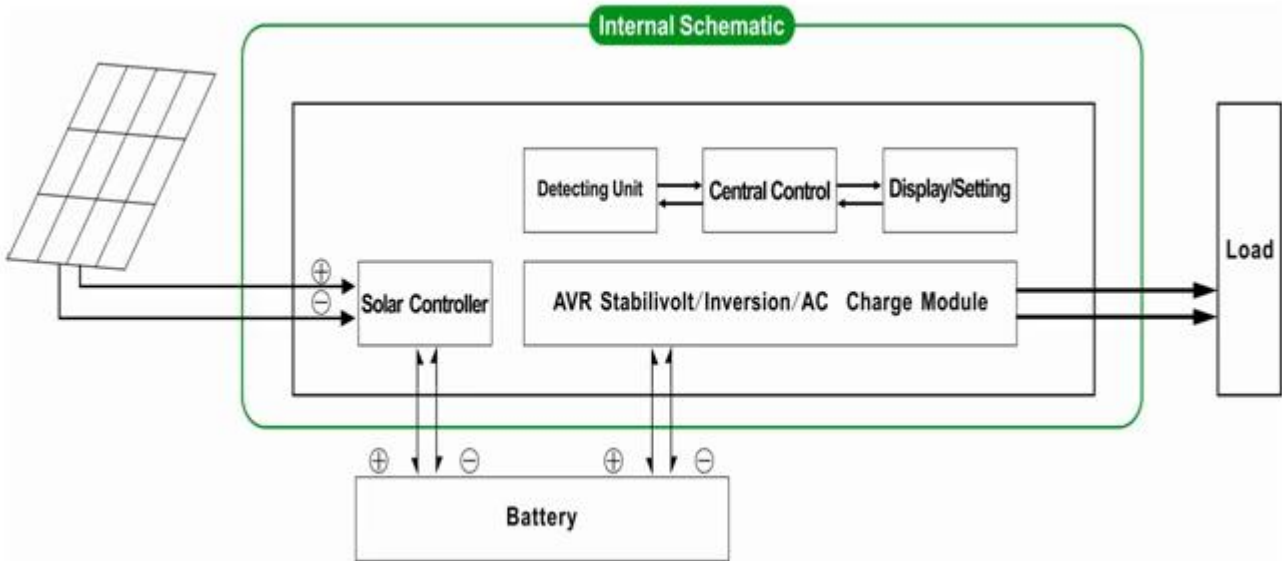 Internal Schematic
Detecting Unit
Central Control
Display/Setting
Load
⊕
⊖
Solar Controller
AVR Stabilivolt/Inversion/AC Charge Module
⊕ ⊖ ⊕ ⊖
Battery